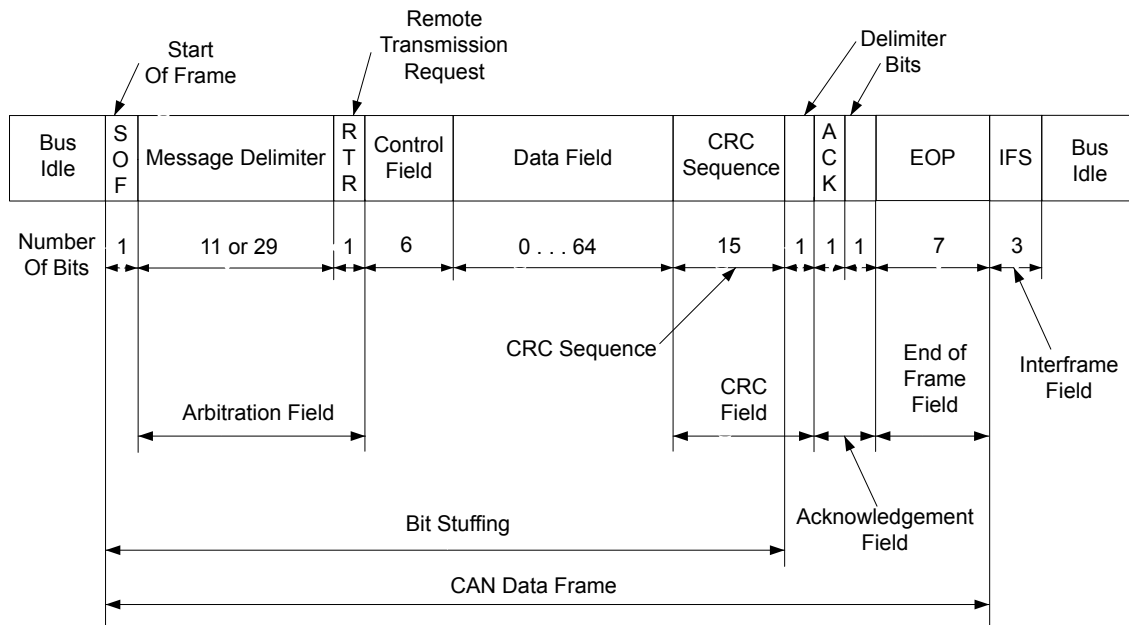 Start
Of Frame
Remote
Transmission
Request
Delimiter
Bits
Bus
Idle
S
O
F
Message Delimiter
R
T
R
Control
Field
Data Field
CRC
Sequence
A
C
K
EOP
IFS
Bus
Idle
Number
Of Bits
1
11 or 29
1
6
0 . . . 64
15
1
1
1
7
3
CRC Sequence
Arbitration Field
CRC
Field
End of
Frame
Field
Interframe
Field
Bit Stuffing
Acknowledgement
Field
CAN Data Frame